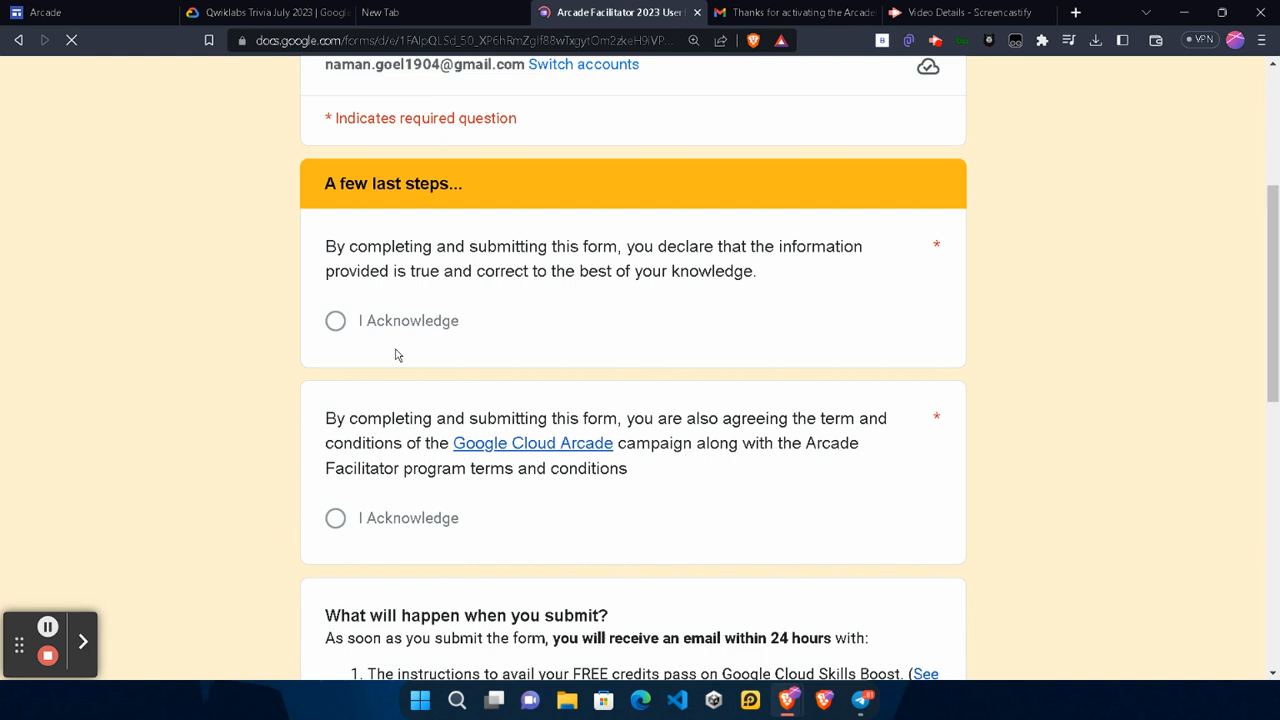 Arcade
Qwiklabs Trivia July 2023 | Google
New Tab
Arcade Facilitator 2023 User
Thanks for activating the Arcade
Video Details - Screencastify
VPN
naman.goel1904@gmail.com Switch accounts
* Indicates required question
A few last steps...
By completing and submitting this form, you declare that the information *
provided is true and correct to the best of your knowledge.
I Acknowledge
By completing and submitting this form, you are also agreeing the term and *
conditions of the Google Cloud Arcade campaign along with the Arcade
Facilitator program terms and conditions
I Acknowledge
What will happen when you submit?
As soon as you submit the form, you will receive an email within 24 hours with:
1. The instructions to avail your FREE credits pass on Google Cloud Skills Boost. (See